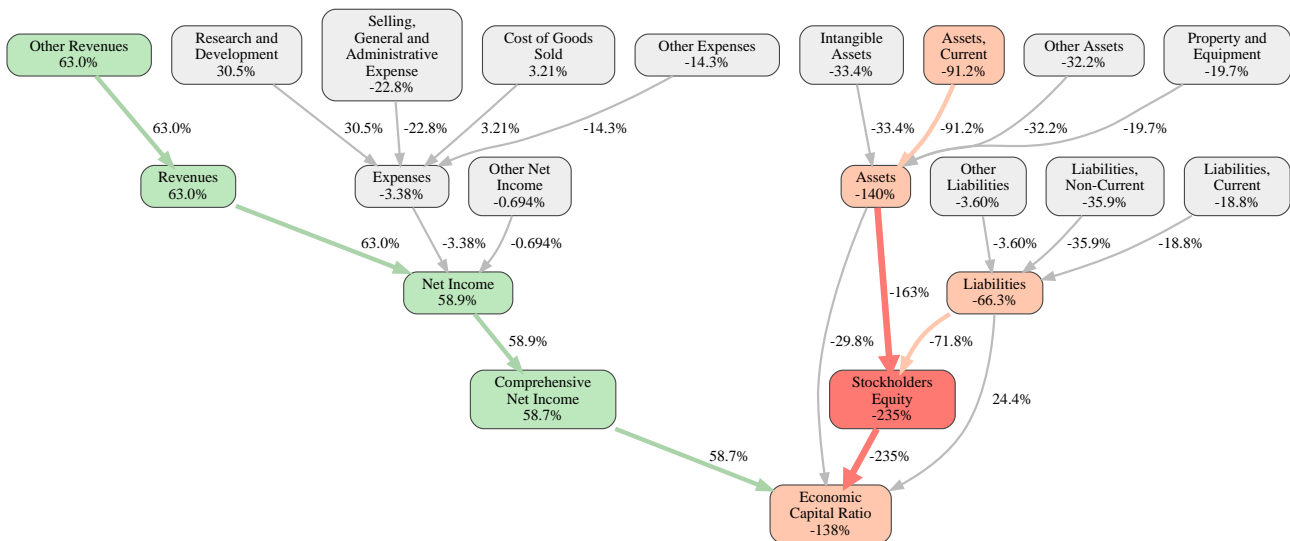 Other Revenues
63.0%
Research and
Development
30.5%
Selling,
General and
Administrative
Expense
-22.8%
Cost of Goods
Sold
3.21%
Other Expenses
-14.3%
Intangible
Assets
-33.4%
Assets,
Current
-91.2%
Other Assets
-32.2%
Property and
Equipment
-19.7%
63.0%
30.5%
-22.8%
3.21%
-14.3%
-33.4%
-91.2%
-32.2%
-19.7%
Revenues
63.0%
Expenses
-3.38%
Other Net
Income
-0.694%
Assets
-140%
Other
Liabilities
-3.60%
Liabilities,
Non-Current
-35.9%
Liabilities,
Current
-18.8%
63.0%
-3.38%
-0.694%
-3.60%
-35.9%
-18.8%
Net Income
58.9%
-163%
Liabilities
-66.3%
58.9%
-29.8%
-71.8%
Comprehensive
Net Income
58.7%
Stockholders
Equity
-235%
24.4%
58.7%
-235%
Economic
Capital Ratio
-138%